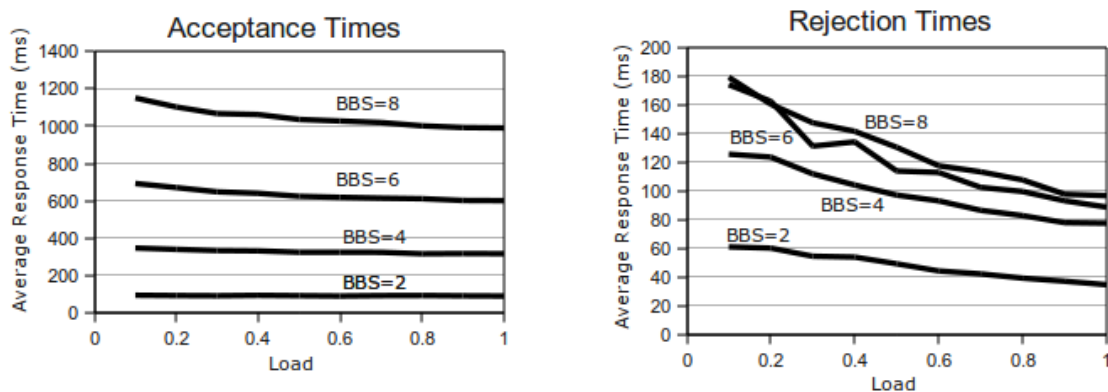 Acceptance Times
Average Response Time (ms)
1400
1200
1000
800
600
400
200
0
BBS=8
BBS=6
BBS=4
BBS=2
0 0.2 0.4 0.6 0.8 1
Load
Rejection Times
Average Response Time (ms)
200
180
160
140
120
100
80
60
40
20
0
BBS=8
BBS=6
BBS=4
BBS=2
0 0.2 0.4 0.6 0.8 1
Load